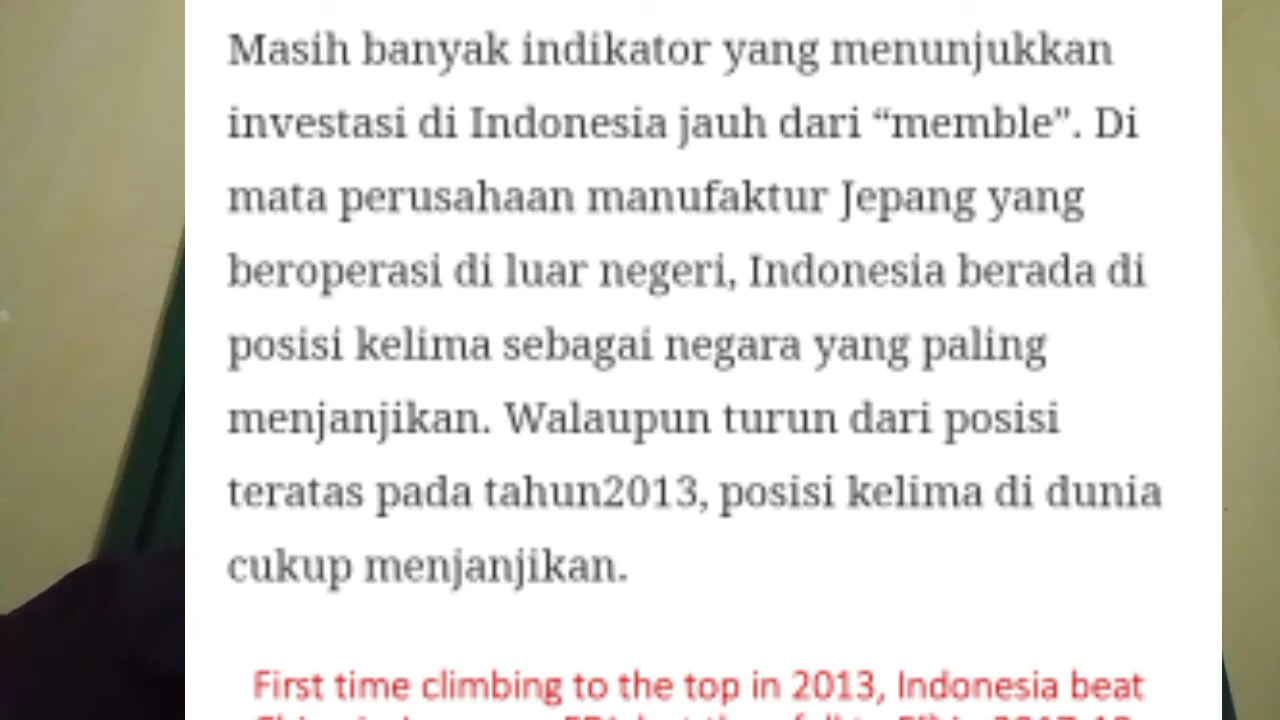 Masih banyak indikator yang menunjukkan
investasi di Indonesia jauh dari “memble”. Di
mata perusahaan manufaktur Jepang yang
beroperasi di luar negeri, Indonesia berada di
posisi kelima sebagai negara yang paling
menjanjikan. Walaupun turun dari posisi
teratas pada tahun2013, posisi kelima di dunia
cukup menjanjikan.
First time climbing to the top in 2013, Indonesia beat